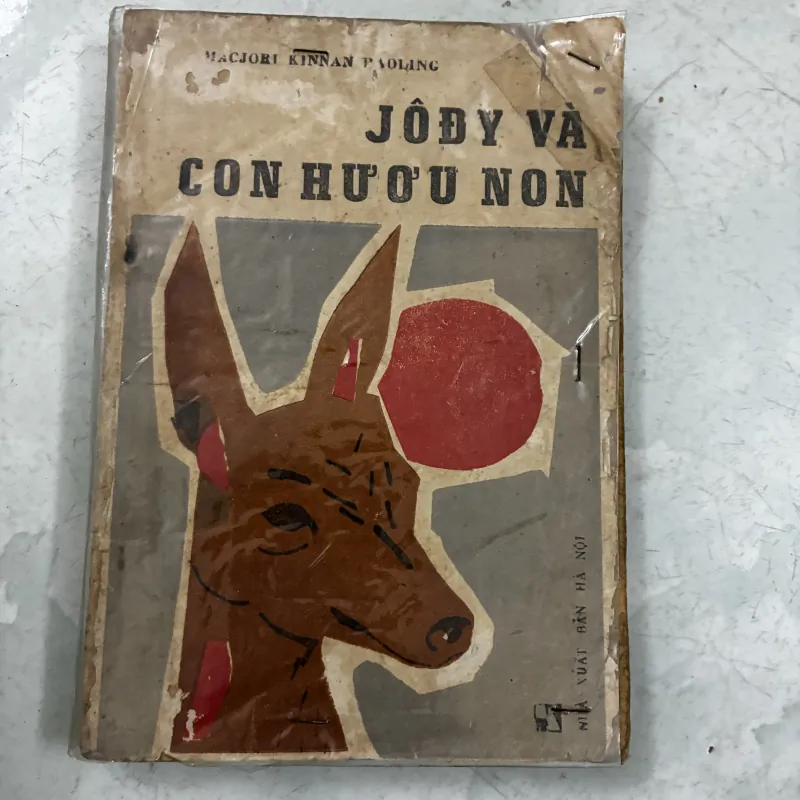 MACJORI KINNAN RAOLING
JÔĐY VÀ
CON HƯƠU NON
NHÀ XUẤT BẢN HÀ NỘI